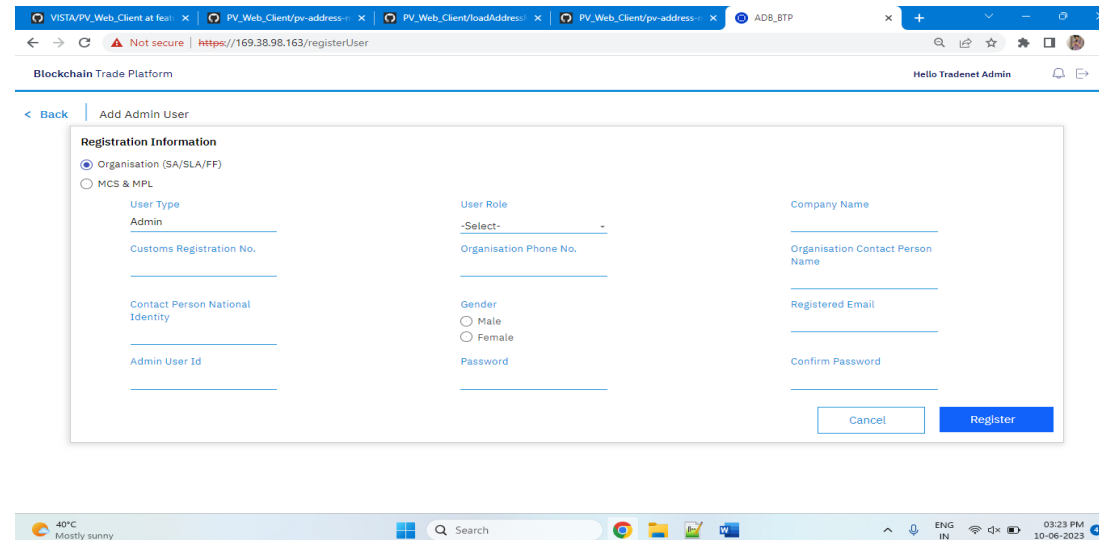 VISTA/PV_Web_Client at feat
PV_Web_Client/pv-address-n
PV_Web_Client/loadAddress
PV_Web_Client/pv-address-n
ADB_BTP
Not secure | https://169.38.98.163/registerUser
Blockchain Trade Platform
Hello Tradenet Admin
< Back
Add Admin User
Registration Information
Organisation (SA/SLA/FF)
MCS & MPL
User Type
User Role
Company Name
Admin
-Select-
Customs Registration No.
Organisation Phone No.
Organisation Contact Person
Name
Contact Person National
Identity
Gender
Registered Email
Male
Female
Admin User Id
Password
Confirm Password
Cancel
Register
40°C
Mostly sunny
Search
ENG
IN
03:23 PM
10-06-2023